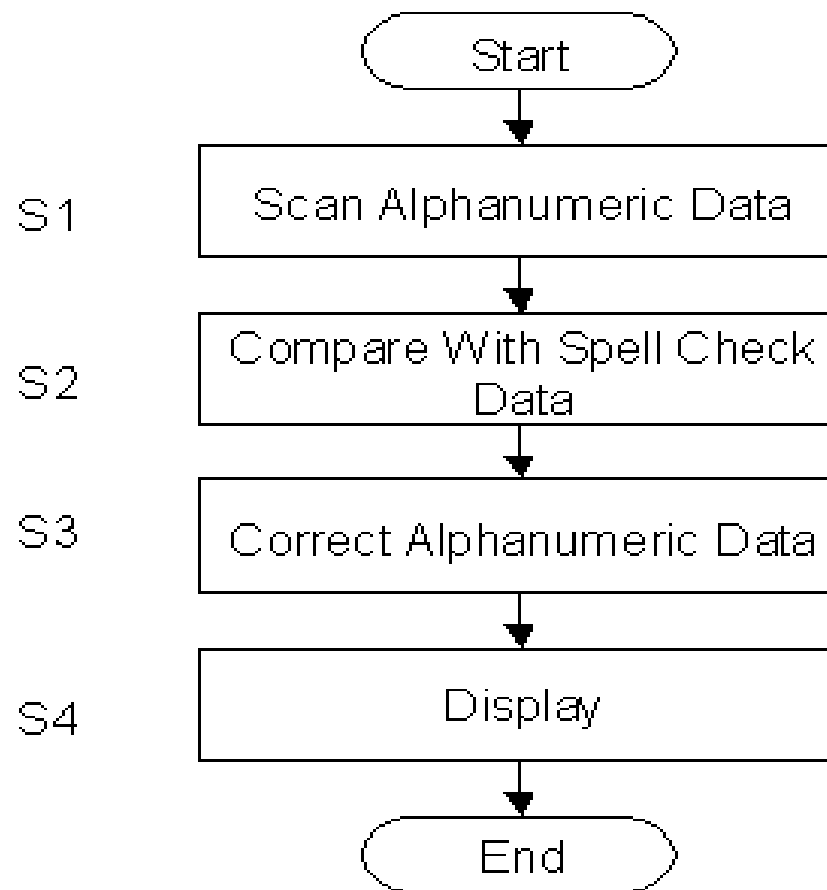 Start
S1
Scan Alphanumeric Data
S2
Compare With Spell Check
Data
S3
Correct Alphanumeric Data
S4
Display
End